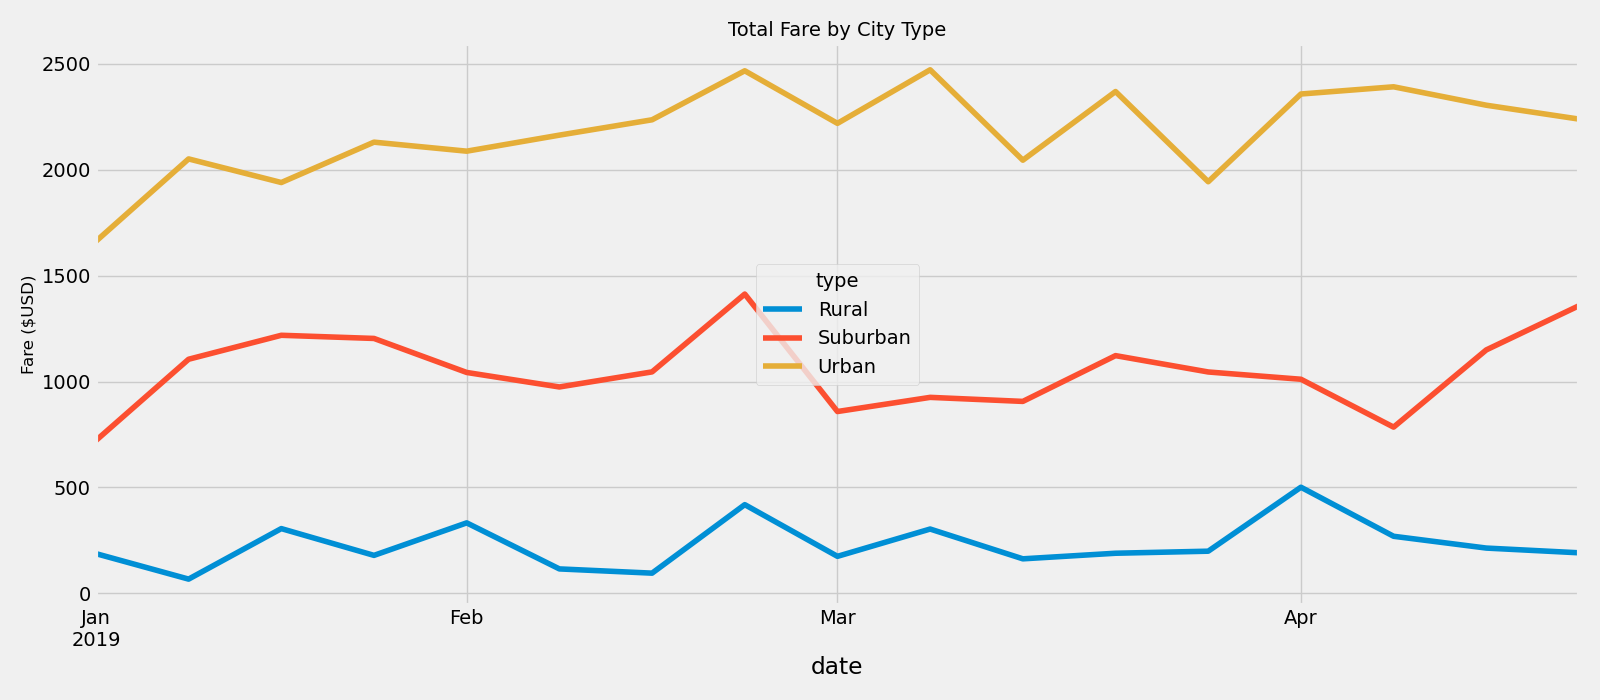 Total Fare by City Type
Fare ($USD)
2500
2000
1500
1000
500
0
type
Rural
Suburban
Urban
Jan
2019
Feb
Mar
Apr
date